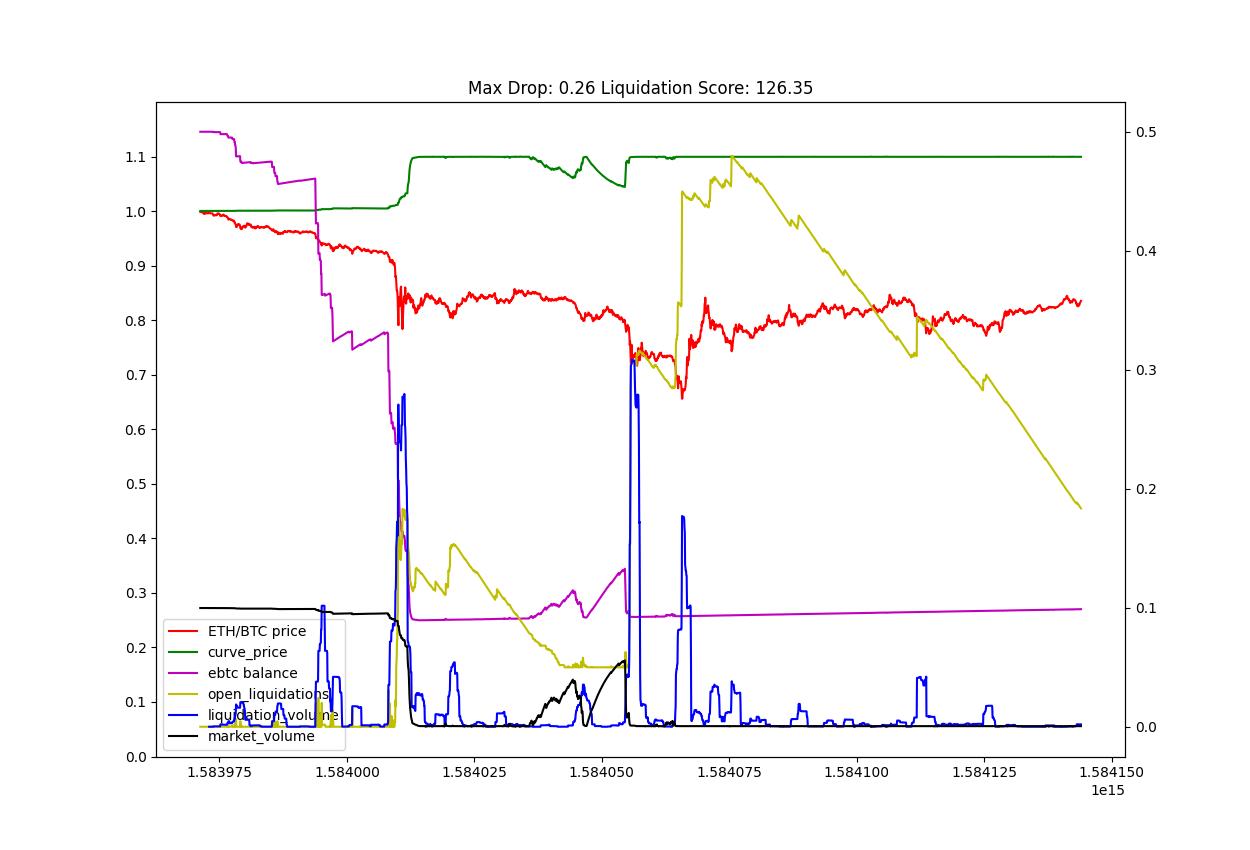 Max Drop: 0.26 Liquidation Score: 126.35
1.1
1.0
0.9
0.8
0.7
0.6
0.5
0.4
0.3
0.2
0.1
0.0
0.5
0.4
0.3
0.2
0.1
0.0
ETH/BTC price
curve_price
ebtc balance
open_liquidations
liquidation_volume
market_volume
1.583975 1.584000 1.584025 1.584050 1.584075 1.584100 1.584125 1.584150
1e15